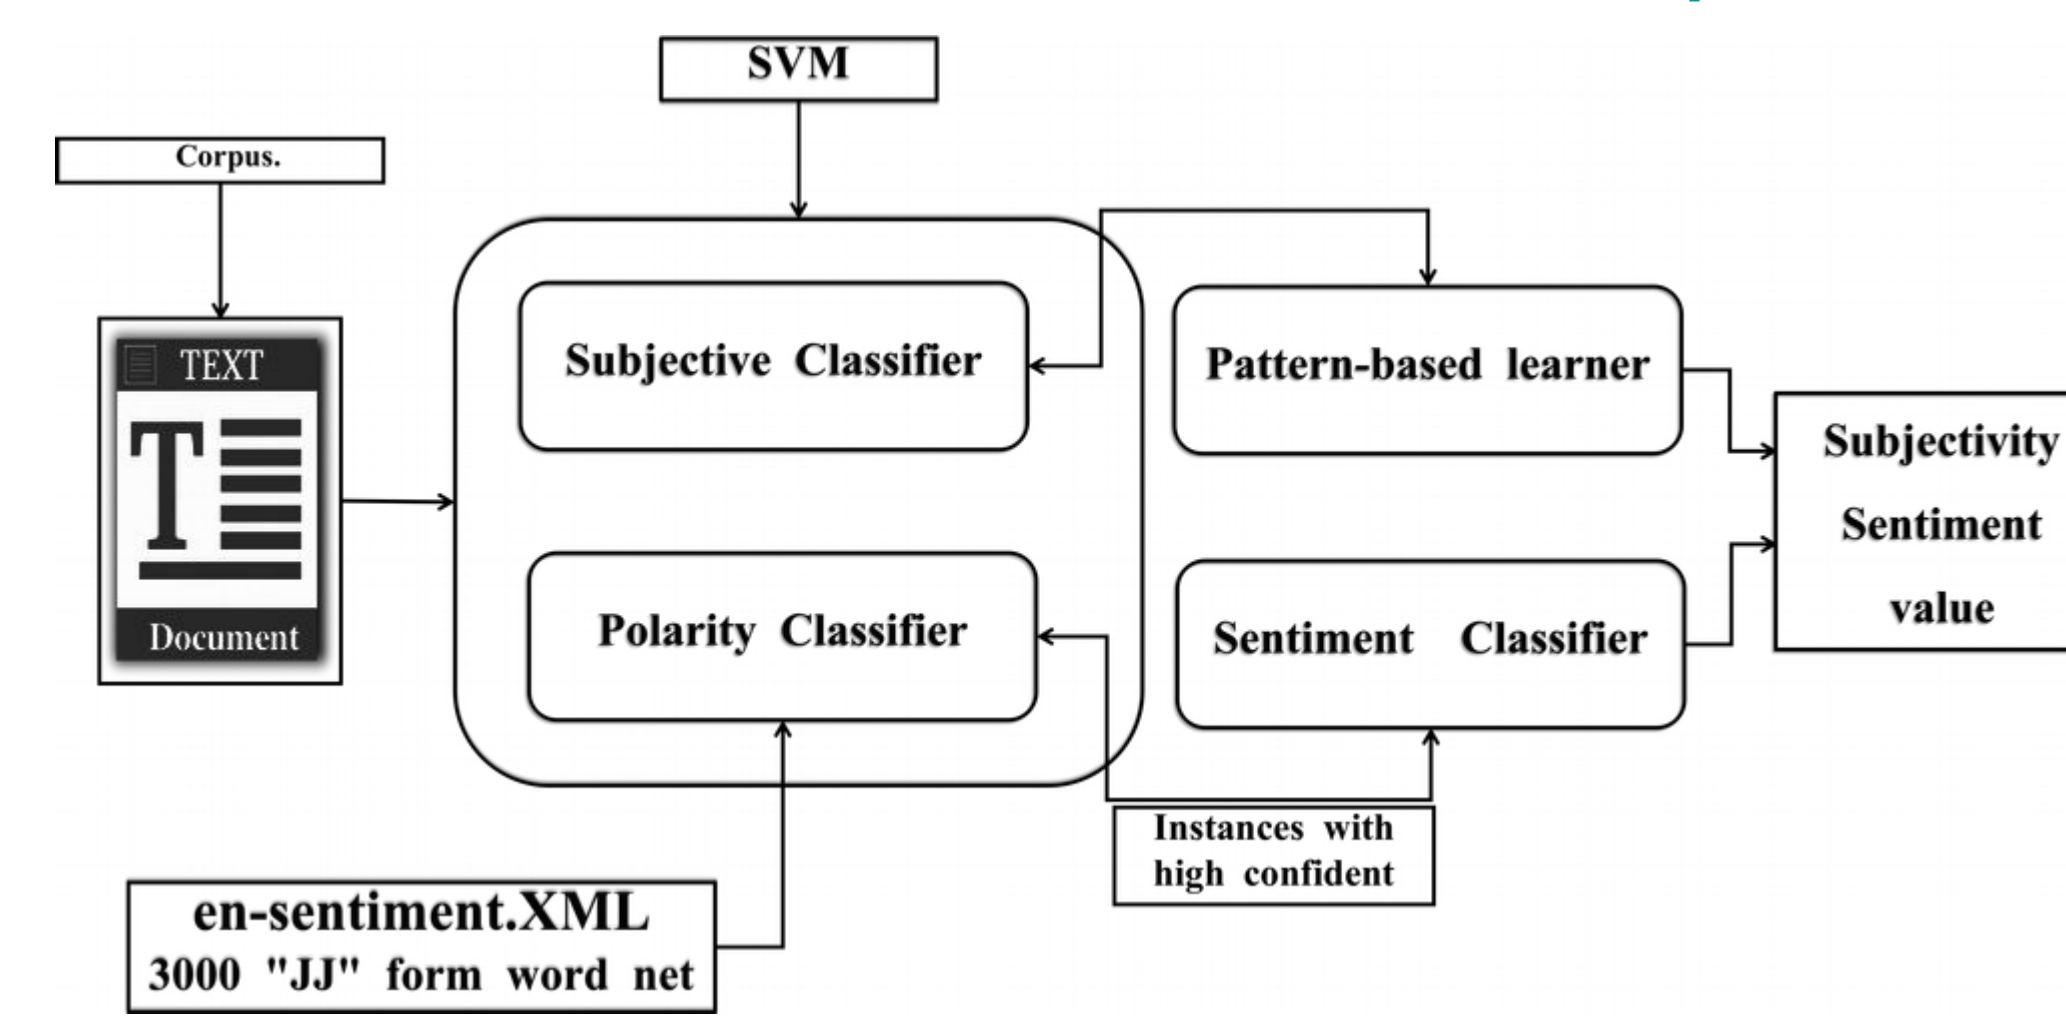 SVM
Corpus.
TEXT
T
Document
Subjective Classifier
Pattern-based learner
Polarity Classifier
Sentiment Classifier
Subjectivity
Sentiment
value
Instances with
high confident
en-sentiment.XML
3000 "JJ" form word net